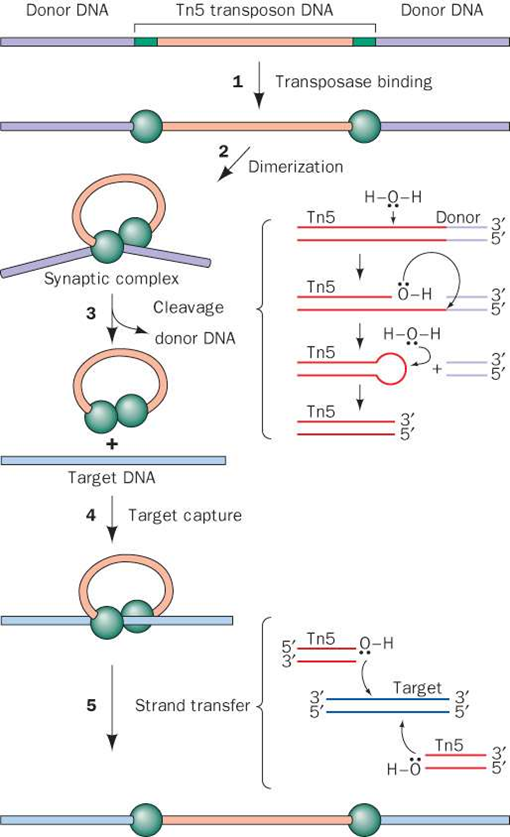 Donor DNA Tn5 transposon DNA Donor DNA
1 Transposase binding
2 Dimerization
Synaptic complex
3 Cleavage
donor DNA
H–O–H
Tn5 Donor 3′
5′
Tn5 O–H 3′
5′
H–O–H
Tn5 + 3′
5′
Tn5 3′
5′
+
Target DNA
4 Target capture
5 Strand transfer
5′ Tn5 O–H
3′
3′ Target 3′
5′ 5′
H–O Tn5 3′
5′